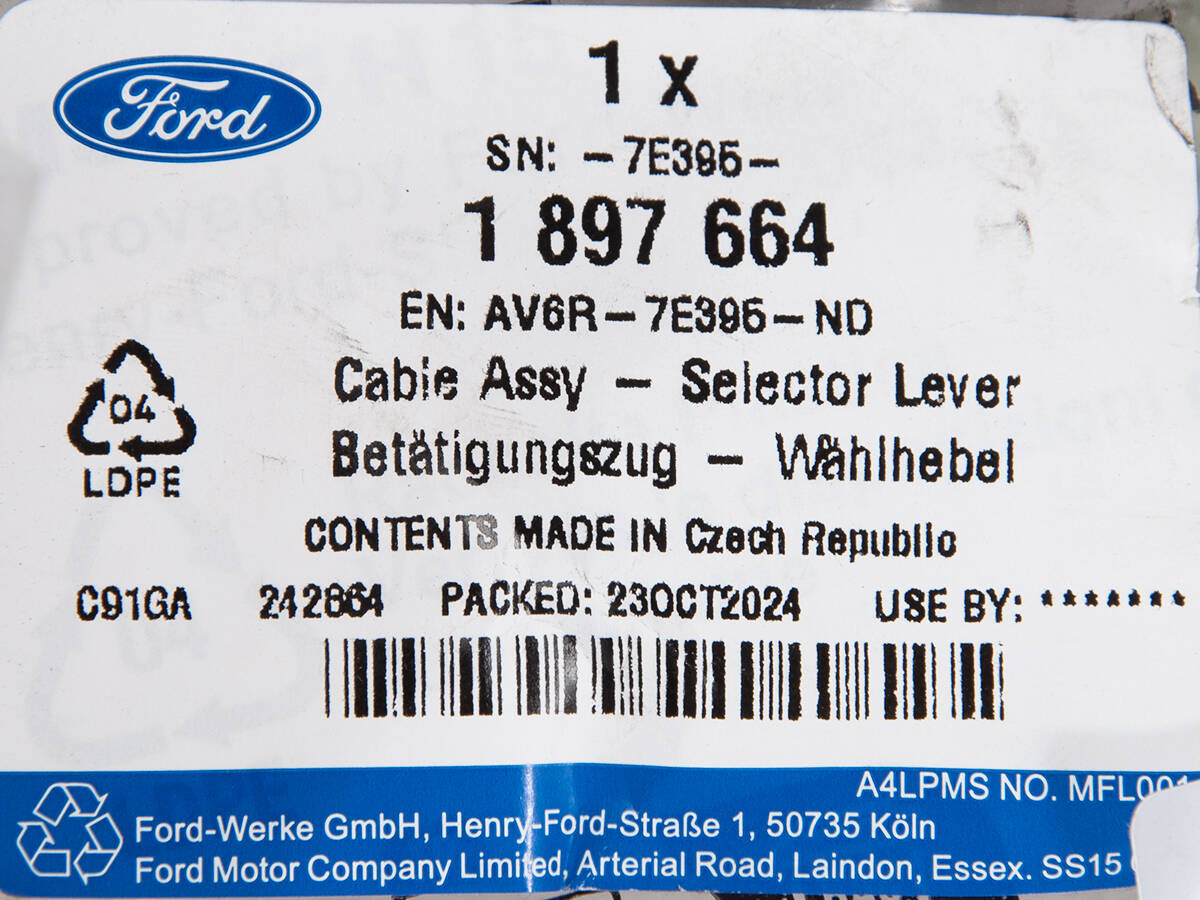 Ford
1 x
SN: -7E395-
1 897 664
EN: AV6R-7E395-ND
Cable Assy - Selector Lever
Betätigungszug - Wählhebel
04
LDPE
CONTENTS MADE IN Czech Republic
C91GA 242864 PACKED: 23OCT2024 USE BY: *******
A4LPMS NO. MFL001
Ford-Werke GmbH, Henry-Ford-Straße 1, 50735 Köln
Ford Motor Company Limited, Arterial Road, Laindon, Essex. SS15